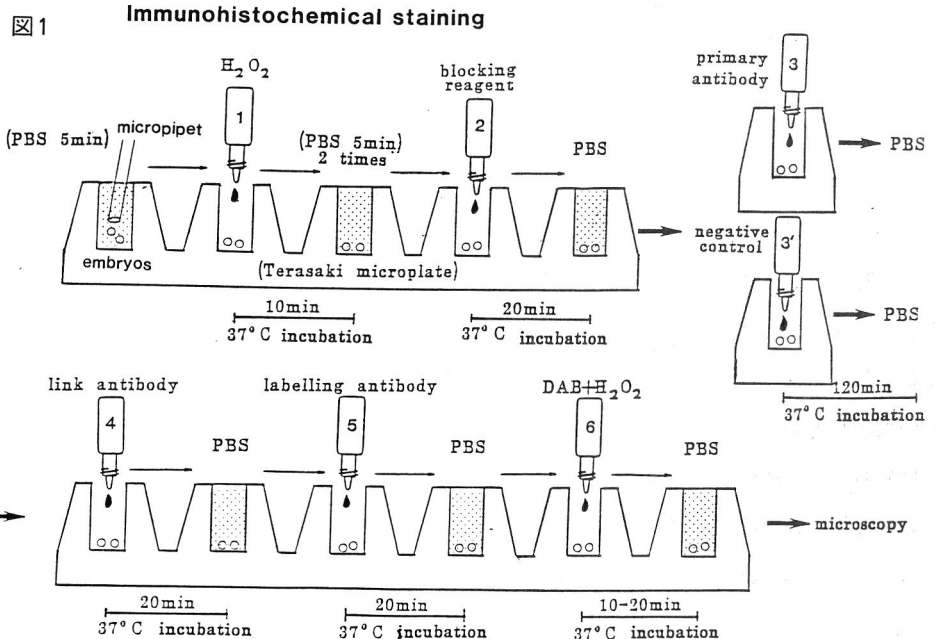 図1
Immunohistochemical staining
H2O2
1
blocking
reagent
2
(PBS 5min)
micropipet
(PBS 5min)
2 times
PBS
embryos
(Terasaki microplate)
10min
37°C incubation
20min
37°C incubation
primary
antibody
3
PBS
negative
control
3′
PBS
120min
37°C incubation
link antibody
4
PBS
labelling antibody
5
PBS
DAB+H2O2
6
PBS
microscopy
20min
37°C incubation
20min
37°C incubation
10-20min
37°C incubation